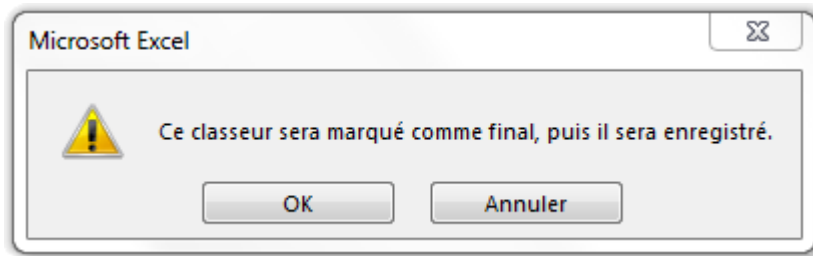 Microsoft Excel
Ce classeur sera marqué comme final, puis il sera enregistré.
OK
Annuler